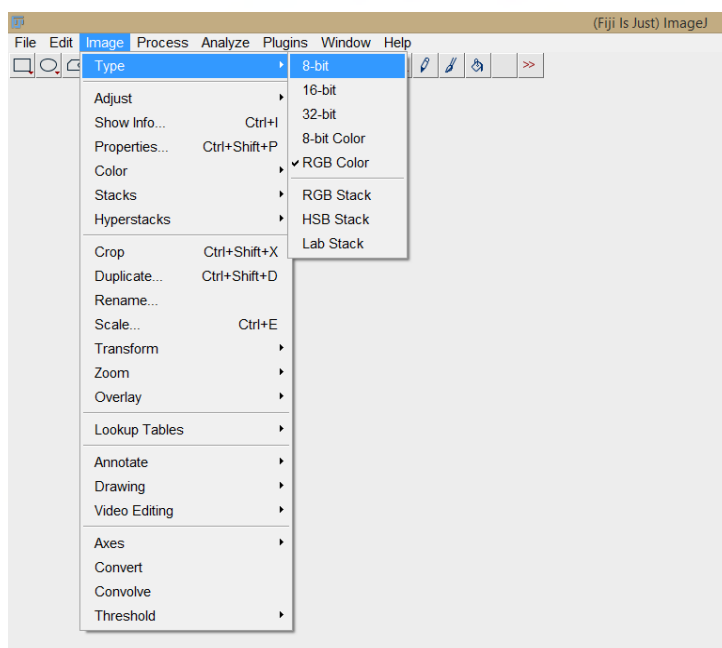 (Fiji Is Just) ImageJ
File Edit Image Process Analyze Plugins Window Help
>>
Type
Adjust
Show Info... Ctrl+I
Properties... Ctrl+Shift+P
Color
Stacks
Hyperstacks
Crop Ctrl+Shift+X
Duplicate... Ctrl+Shift+D
Rename...
Scale... Ctrl+E
Transform
Zoom
Overlay
Lookup Tables
Annotate
Drawing
Video Editing
Axes
Convert
Convolve
Threshold
8-bit
16-bit
32-bit
8-bit Color
RGB Color
RGB Stack
HSB Stack
Lab Stack